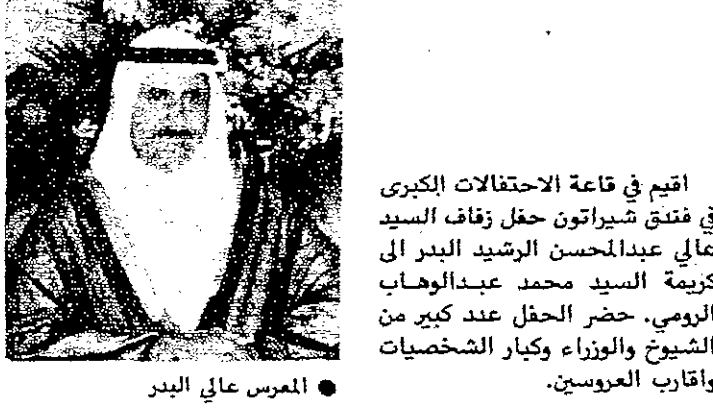 اقيم في قاعة الاحتفالات الكبرى
في فندق شيراتون حفل زفاف السيد
عالي عبدالمحسن الرشيد البدر الى
كريمة السيد محمد عبدالوهاب
الرومي. حضر الحفل عدد كبير من
الشيوخ والوزراء وكبار الشخصيات
واقارب العروسين.
● المعرس عالي البدر